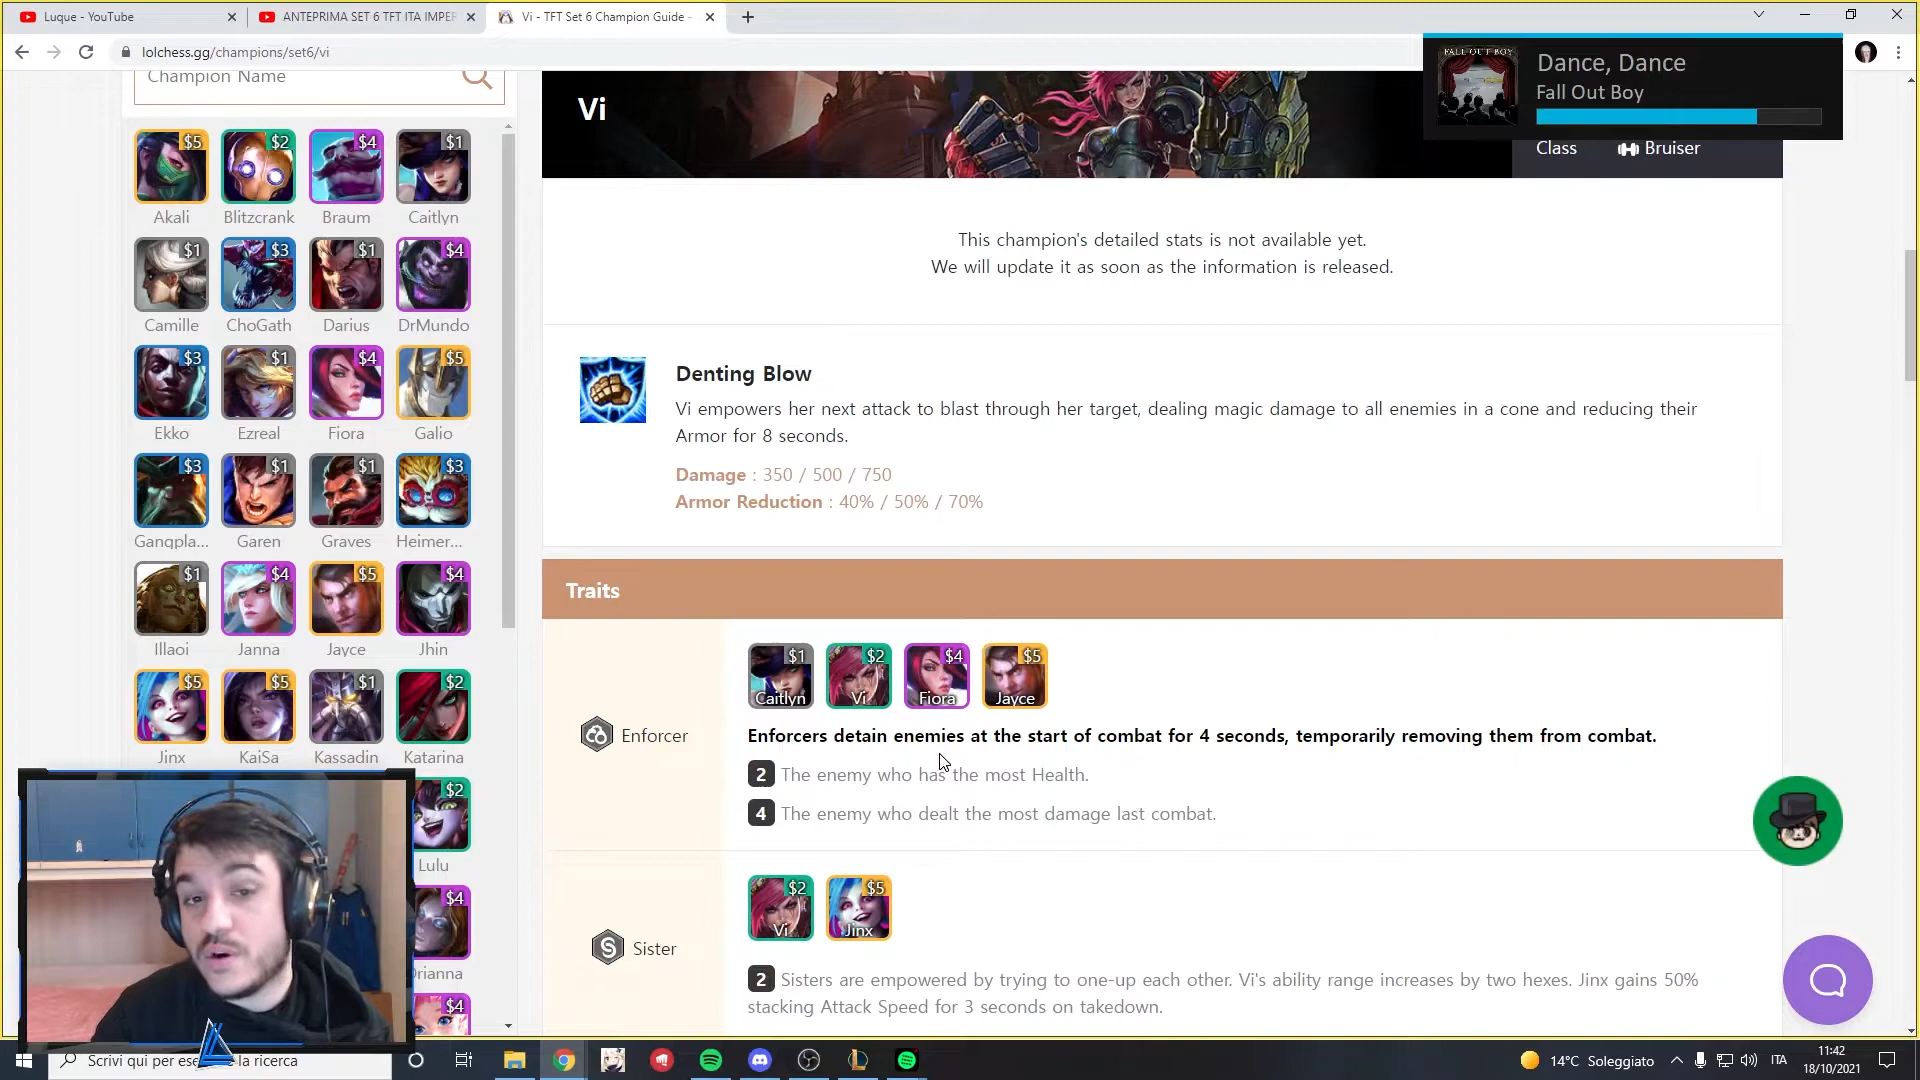 Luque - YouTube
ANTEPRIMA SET 6 TFT ITA IMPER
Vi - TFT Set 6 Champion Guide -
lolchess.gg/champions/set6/vi
FALL OUT BOY
Dance, Dance
Fall Out Boy
Champion Name
Vi
Class
Bruiser
$5 $2 $4 $1
Akali Blitzcrank Braum Caitlyn
$1 $3 $1 $4
Camille ChoGath Darius DrMundo
$3 $1 $4 $5
Ekko Ezreal Fiora Galio
$3 $1 $1 $3
Gangpla... Garen Graves Heimer...
$1 $4 $5 $4
Illaoi Janna Jayce Jhin
$5 $5 $1 $2
Jinx KaiSa Kassadin Katarina
$2
Lulu
$4
Orianna
$4
This champion's detailed stats is not available yet.
We will update it as soon as the information is released.
Denting Blow
Vi empowers her next attack to blast through her target, dealing magic damage to all enemies in a cone and reducing their
Armor for 8 seconds.
Damage : 350 / 500 / 750
Armor Reduction : 40% / 50% / 70%
Traits
Enforcer
$1 $2 $4 $5
Caitlyn Vi Fiora Jayce
Enforcers detain enemies at the start of combat for 4 seconds, temporarily removing them from combat.
2 The enemy who has the most Health.
4 The enemy who dealt the most damage last combat.
Sister
$2 $5
Vi Jinx
2 Sisters are empowered by trying to one-up each other. Vi's ability range increases by two hexes. Jinx gains 50%
stacking Attack Speed for 3 seconds on takedown.
Scrivi qui per ese la ricerca
14°C Soleggiato
ITA
11:42
18/10/2021